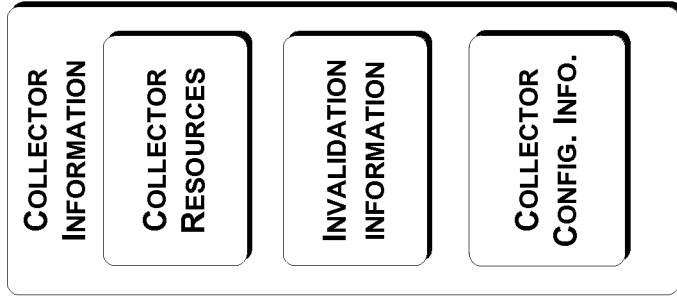 COLLECTOR
INFORMATION
COLLECTOR
RESOURCES
INVALIDATION
INFORMATION
COLLECTOR
CONFIG. INFO.